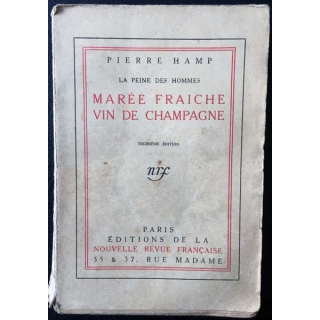 PIERRE HAMP
LA PEINE DES HOMMES
MARÉE FRAICHE
VIN DE CHAMPAGNE
TROISIÈME ÉDITION
nrf
PARIS
ÉDITIONS DE LA
NOUVELLE REVUE FRANÇAISE
35 & 37, RUE MADAME